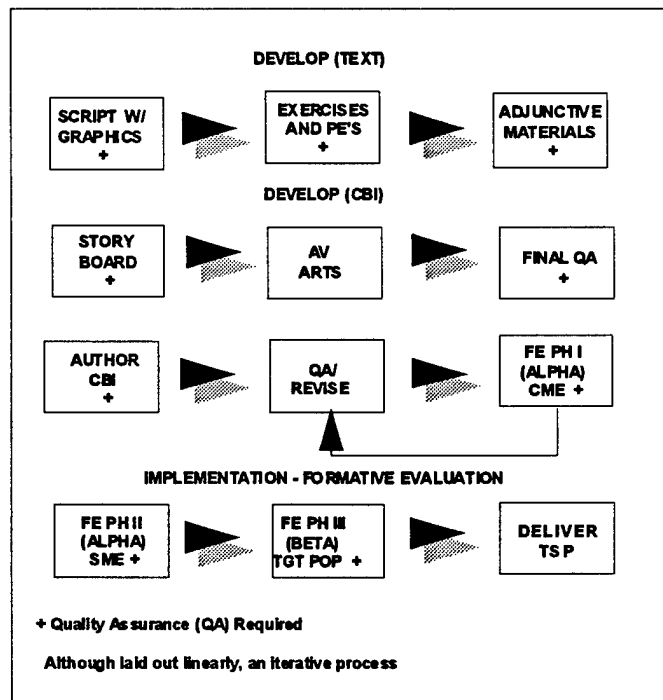 DEVELOP (TEXT)
SCRIPT W/
GRAPHICS
+
EXERCISES
AND PE'S
+
ADJUNCTIVE
MATERIALS
+
DEVELOP (CBI)
STORY
BOARD
+
AV
ARTS
FINAL QA
+
AUTHOR
CBI
+
QA/
REVISE
FE PH I
(ALPHA)
CME +
IMPLEMENTATION - FORMATIVE EVALUATION
FE PH II
(ALPHA)
SME +
FE PH III
(BETA)
TGT POP +
DELIVER
TSP
+ Quality Assurance (QA) Required
Although laid out linearly, an iterative process